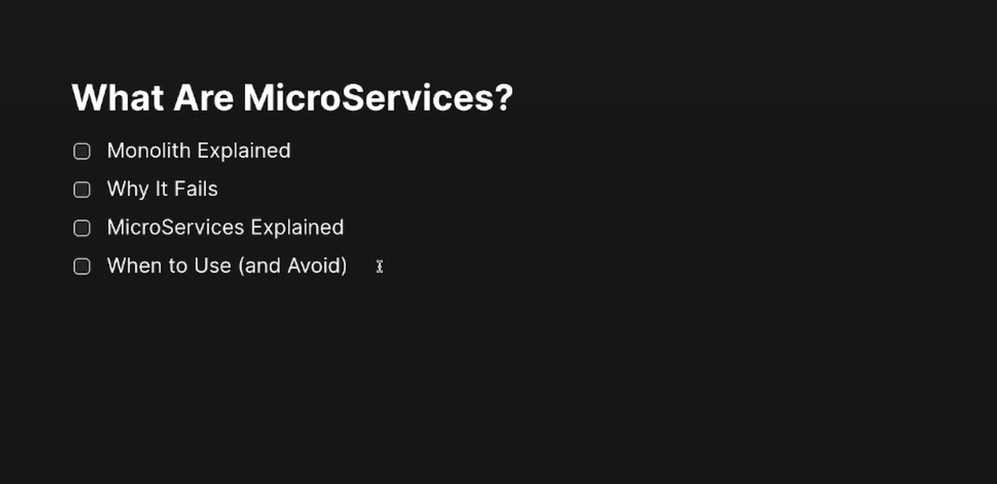 What Are MicroServices?
Monolith Explained
Why It Fails
MicroServices Explained
When to Use (and Avoid)